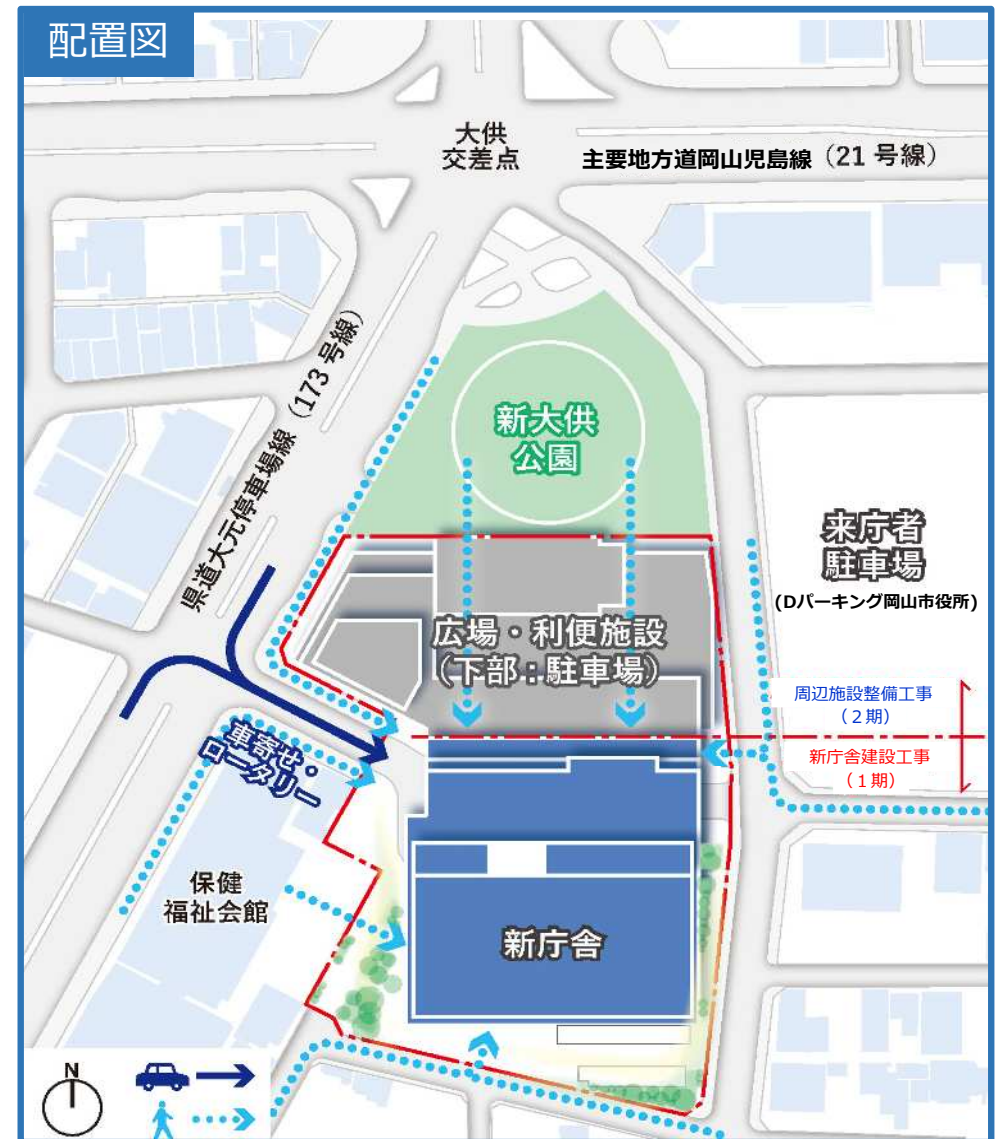 配置図
大供
交差点
主要地方道岡山児島線（21 号線）
県道大元停車場線（173 号線）
新大供
公園
来庁者
駐車場
(Dパーキング岡山市役所)
広場・利便施設
（下部：駐車場）
周辺施設整備工事
（２期）
新庁舎建設工事
（１期）
車寄せ・
ロータリー
保健
福祉会館
新庁舎
N